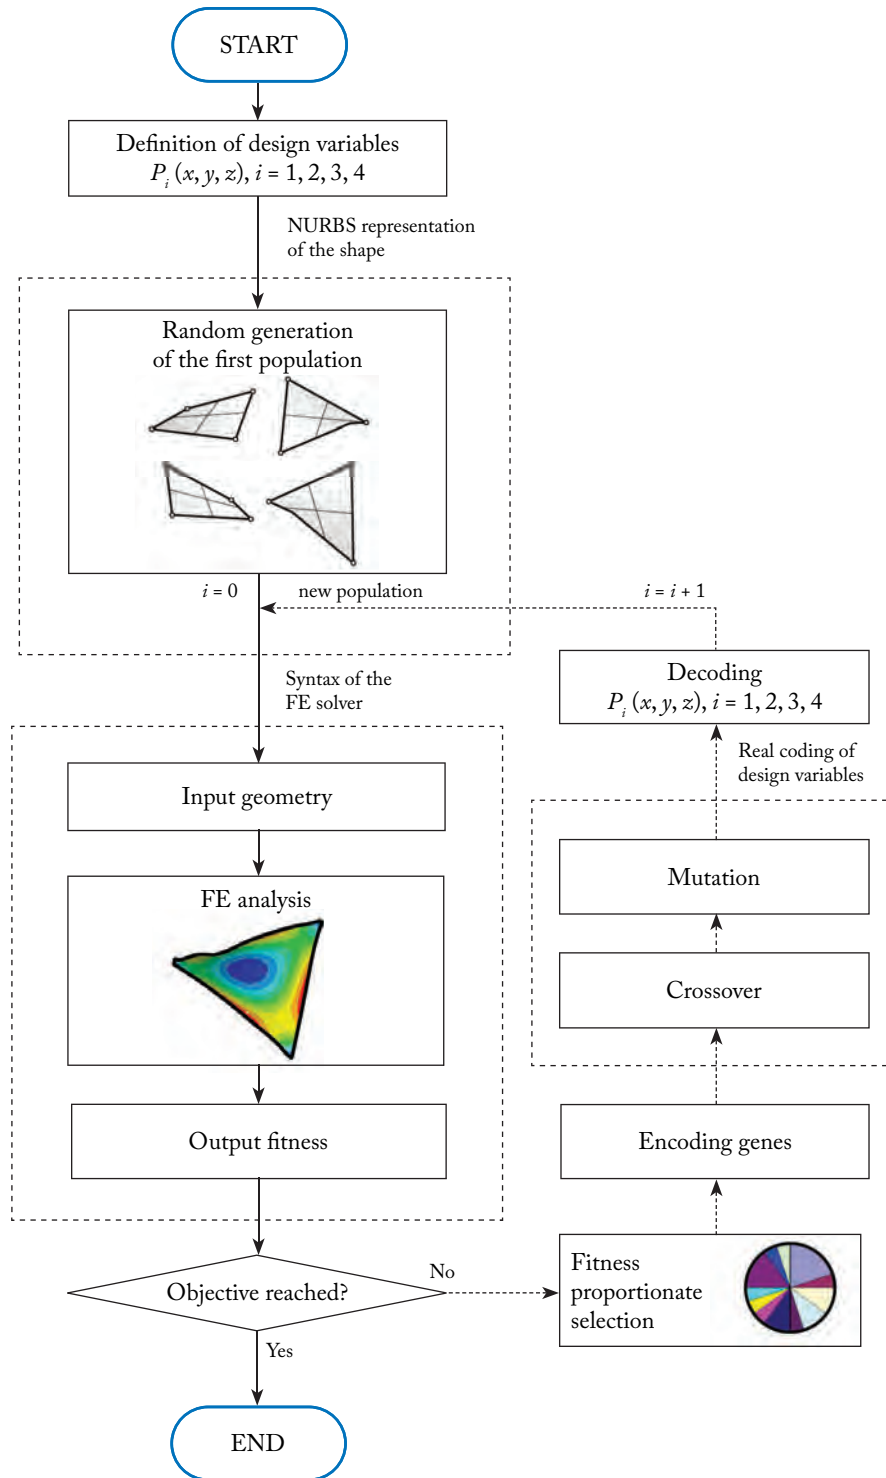 START
Definition of design variables
P_i (x, y, z), i = 1, 2, 3, 4
NURBS representation
of the shape
Random generation
of the first population
i = 0
new population
i = i + 1
Syntax of the
FE solver
Decoding
P_i (x, y, z), i = 1, 2, 3, 4
Real coding of
design variables
Input geometry
FE analysis
Mutation
Crossover
Output fitness
Encoding genes
Objective reached?
No
Fitness
proportionate
selection
Yes
END